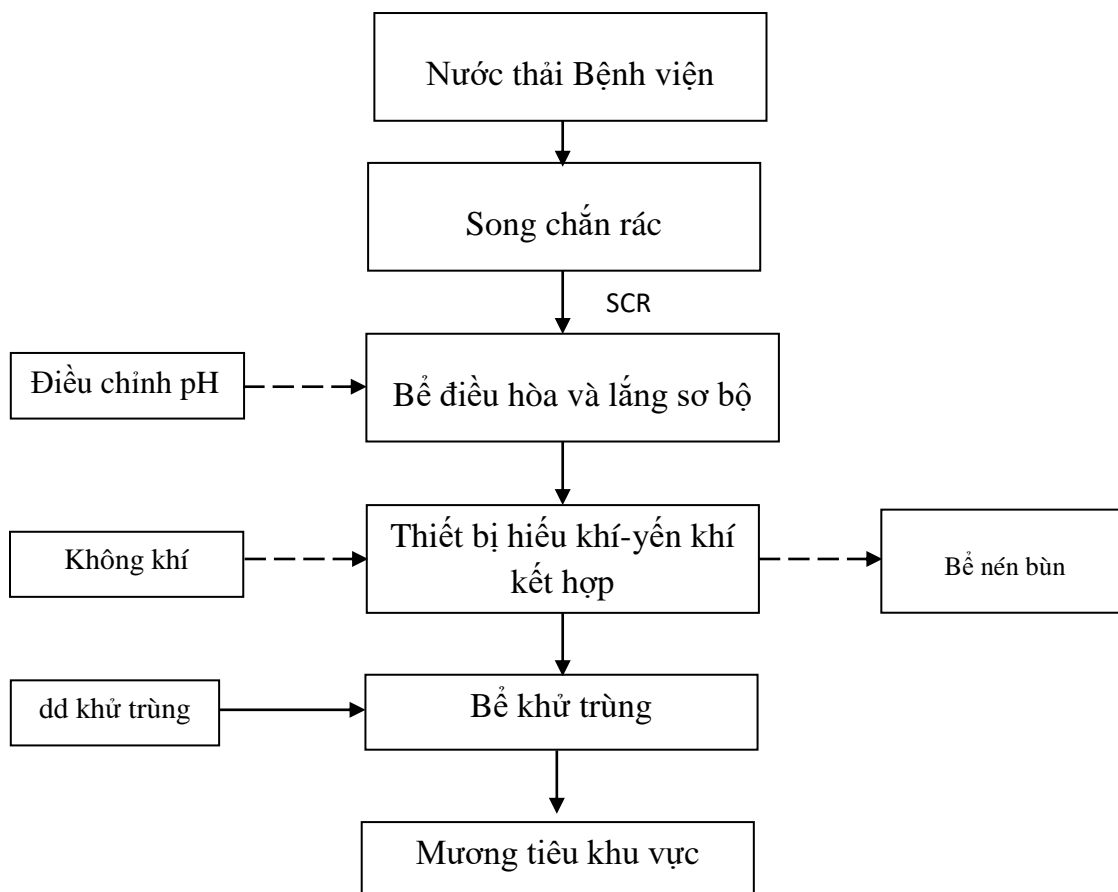 Nước thải Bệnh viện
Song chắn rác
SCR
Điều chỉnh pH
Bể điều hòa và lắng sơ bộ
Không khí
Thiết bị hiếu khí-yến khí
kết hợp
Bể nén bùn
dd khử trùng
Bể khử trùng
Mương tiêu khu vực